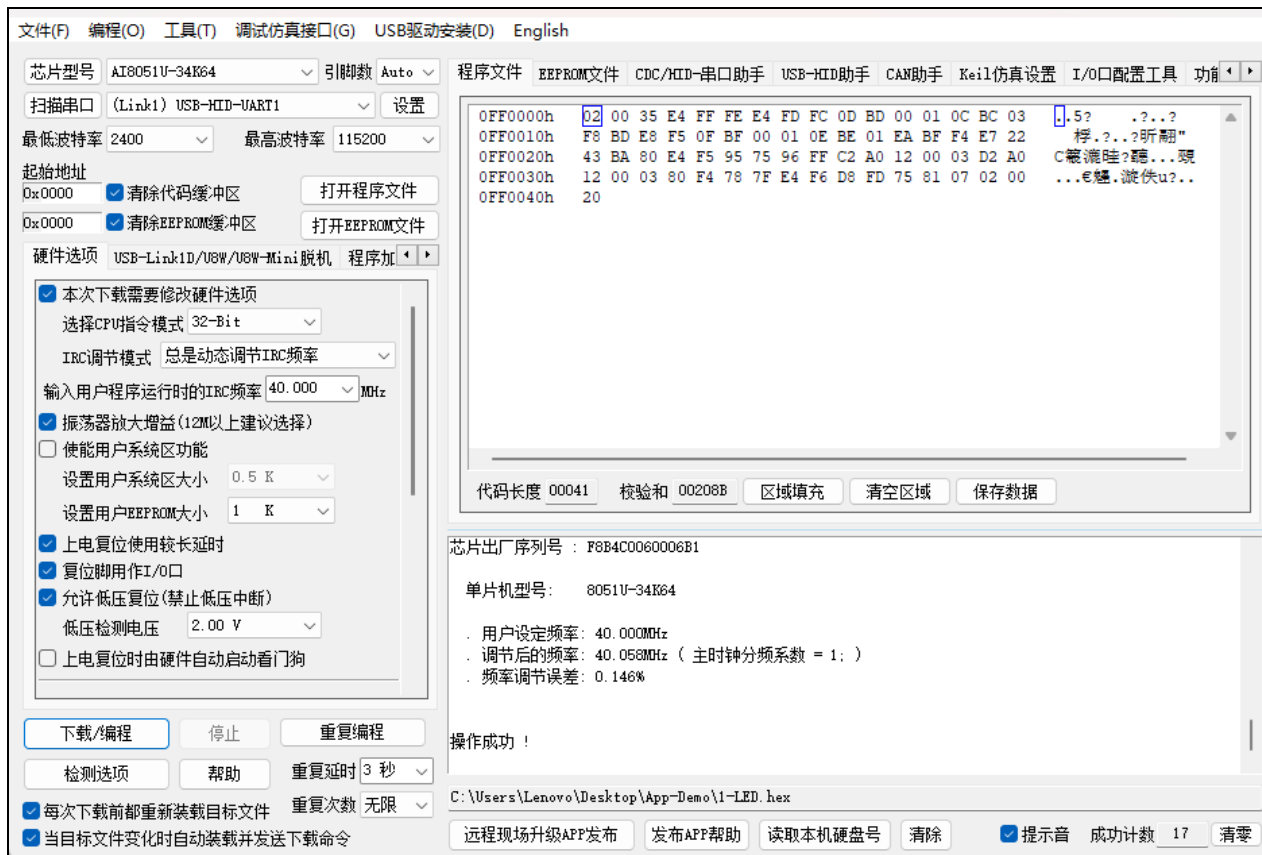 文件(F) 编程(O) 工具(T) 调试仿真接口(G) USB驱动安装(D) English
芯片型号 AI8051U-34K64 引脚数 Auto
扫描串口 (Link1) USB-HID-UART1 设置
最低波特率 2400 最高波特率 115200
起始地址
0x0000 清除代码缓冲区 打开程序文件
0x0000 清除EEPROM缓冲区 打开EEPROM文件
硬件选项 USB-Link1D/U8W/U8W-Mini脱机 程序加
本次下载需要修改硬件选项
选择CPU指令模式 32-Bit
IRC调节模式 总是动态调节IRC频率
输入用户程序运行时的IRC频率 40.000 MHz
振荡器放大增益(12M以上建议选择)
使能用户系统区功能
设置用户系统区大小 0.5 K
设置用户EEPROM大小 1 K
上电复位使用较长延时
复位脚用作I/O口
允许低压复位(禁止低压中断)
低压检测电压 2.00 V
上电复位时由硬件自动启动看门狗
下载/编程 停止 重复编程
检测选项 帮助 重复延时 3 秒
每次下载前都重新装载目标文件 重复次数 无限
当目标文件变化时自动装载并发送下载命令
程序文件 EEPROM文件 CDC/HID-串口助手 USB-HID助手 CAN助手 Keil仿真设置 I/O口配置工具 功能
0FF0000h 02 00 35 E4 FF FE E4 FD FC 0D BD 00 01 0C BC 03 ..5? .?..?
0FF0010h F8 BD E8 F5 0F BF 00 01 0E BE 01 EA BF F4 E7 22
0FF0020h 43 BA 80 E4 F5 95 75 96 FF C2 A0 12 00 03 D2 A0
0FF0030h 12 00 03 80 F4 78 7F E4 F6 D8 FD 75 81 07 02 00
0FF0040h 20
代码长度 00041 校验和 00208B 区域填充 清空区域 保存数据
芯片出厂序列号 : F8B4C0060006B1
单片机型号: 8051U-34K64
. 用户设定频率: 40.000MHz
. 调节后的频率: 40.058MHz ( 主时钟分频系数 = 1; )
. 频率调节误差: 0.146%
操作成功 !
C:\Users\Lenovo\Desktop\App-Demo\1-LED.hex
远程现场升级APP发布 发布APP帮助 读取本机硬盘号 清除 提示音 成功计数 17 清零